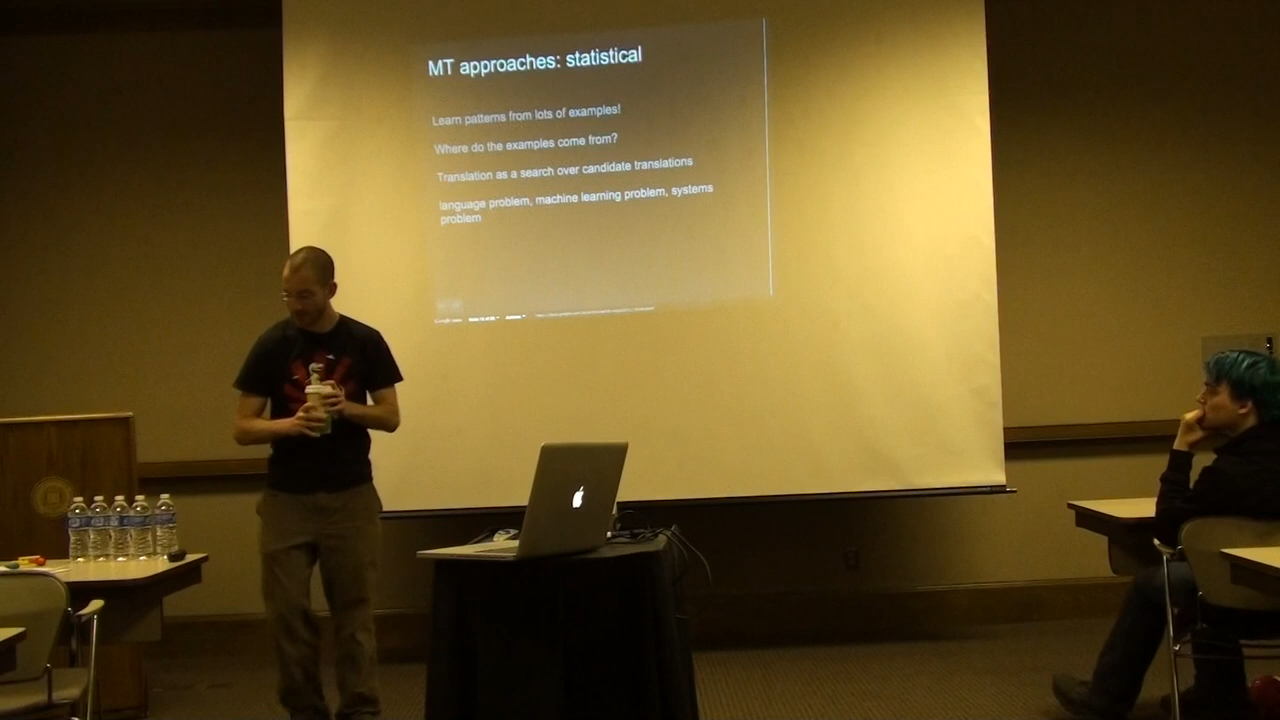 MT approaches: statistical
Learn patterns from lots of examples!
Where do the examples come from?
Translation as a search over candidate translations
language problem, machine learning problem, systems
problem